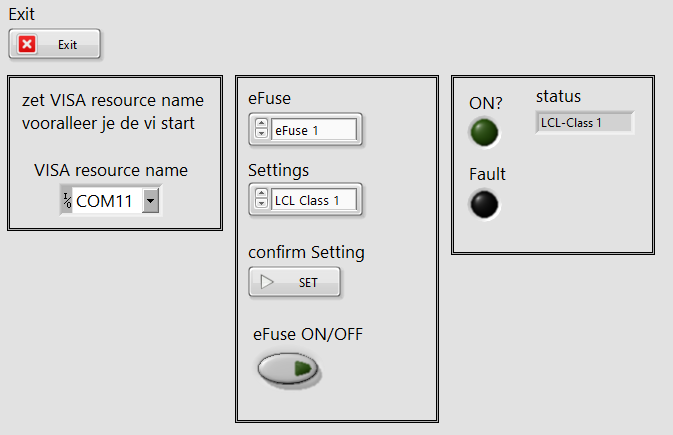 Exit
Exit
zet VISA resource name
vooralleer je de vi start
VISA resource name
I/O COM11
eFuse
eFuse 1
Settings
LCL Class 1
confirm Setting
SET
eFuse ON/OFF
ON?
status
LCL-Class 1
Fault